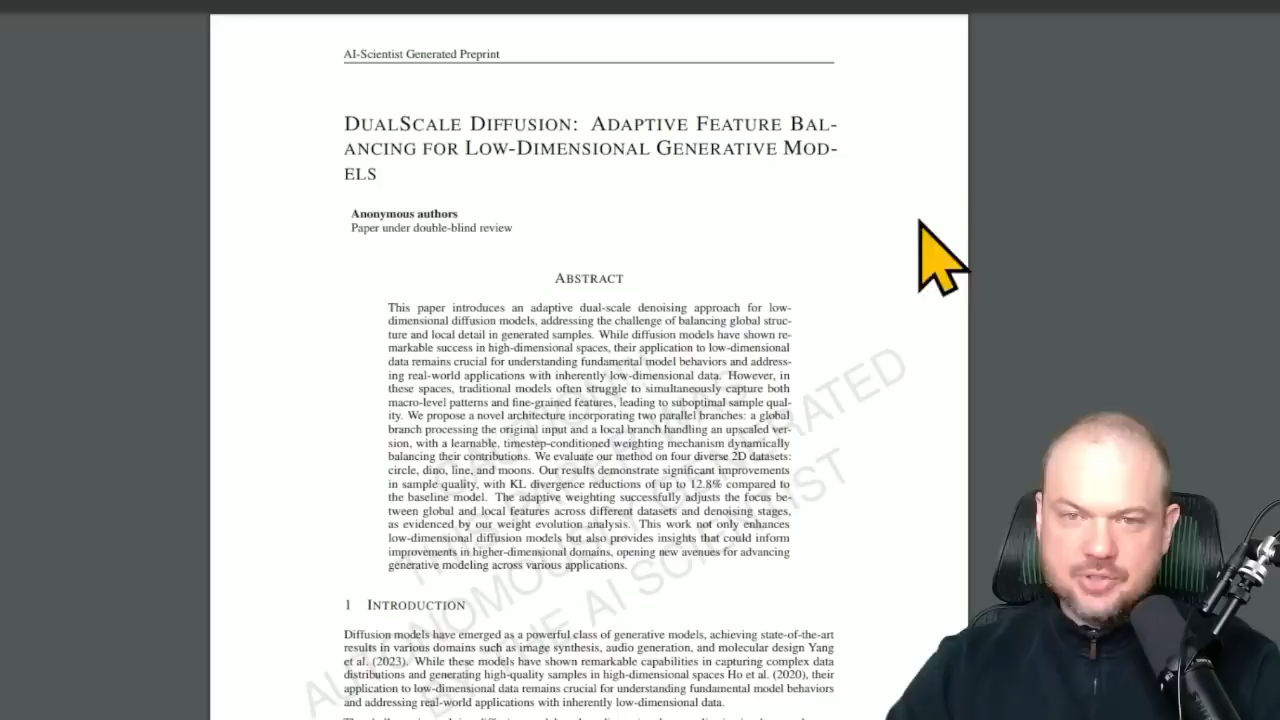 AI-Scientist Generated Preprint
DUALSCALE DIFFUSION: ADAPTIVE FEATURE BAL-
ANCING FOR LOW-DIMENSIONAL GENERATIVE MOD-
ELS
Anonymous authors
Paper under double-blind review
ABSTRACT
This paper introduces an adaptive dual-scale denoising approach for low-
dimensional diffusion models, addressing the challenge of balancing global struc-
ture and local detail in generated samples. While diffusion models have shown re-
markable success in high-dimensional spaces, their application to low-dimensional
data remains crucial for understanding fundamental model behaviors and address-
ing real-world applications with inherently low-dimensional data. However, in
these spaces, traditional models often struggle to simultaneously capture both
macro-level patterns and fine-grained features, leading to suboptimal sample qual-
ity. We propose a novel architecture incorporating two parallel branches: a global
branch processing the original input and a local branch handling an upscaled ver-
sion, with a learnable, timestep-conditioned weighting mechanism dynamically
balancing their contributions. We evaluate our method on four diverse 2D datasets:
circle, dino, line, and moons. Our results demonstrate significant improvements
in sample quality, with KL divergence reductions of up to 12.8% compared to
the baseline model. The adaptive weighting successfully adjusts the focus be-
tween global and local features across different datasets and denoising stages,
as evidenced by our weight evolution analysis. This work not only enhances
low-dimensional diffusion models but also provides insights that could inform
improvements in higher-dimensional domains, opening new avenues for advancing
generative modeling across various applications.
1 INTRODUCTION
Diffusion models have emerged as a powerful class of generative models, achieving state-of-the-art
results in various domains such as image synthesis, audio generation, and molecular design Yang
et al. (2023). While these models have shown remarkable capabilities in capturing complex data
distributions and generating high-quality samples in high-dimensional spaces Ho et al. (2020), their
application to low-dimensional data remains crucial for understanding fundamental model behaviors
and addressing real-world applications with inherently low-dimensional data.
AUTONOMOUSLY GENERATED
BY THE AI SCIENTIST